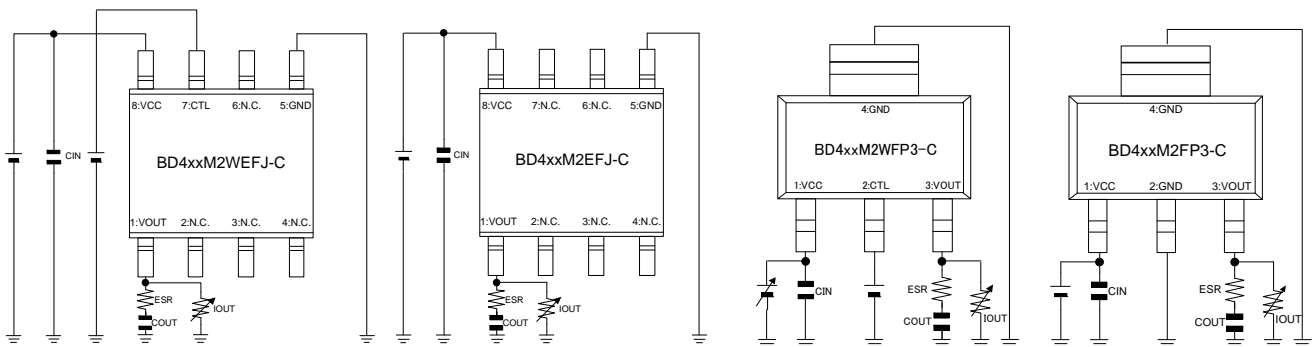 8:VCC 7:CTL 6:N.C. 5:GND
CIN
BD4xxM2WEFJ-C
1:VOUT 2:N.C. 3:N.C. 4:N.C.
ESR
IOUT
COUT
8:VCC 7:N.C. 6:N.C. 5:GND
CIN
BD4xxM2EFJ-C
1:VOUT 2:N.C. 3:N.C. 4:N.C.
ESR
IOUT
COUT
4:GND
BD4xxM2WFP3-C
1:VCC 2:CTL 3:VOUT
CIN
ESR
COUT
IOUT
4:GND
BD4xxM2FP3-C
1:VCC 2:GND 3:VOUT
CIN
ESR
COUT
IOUT